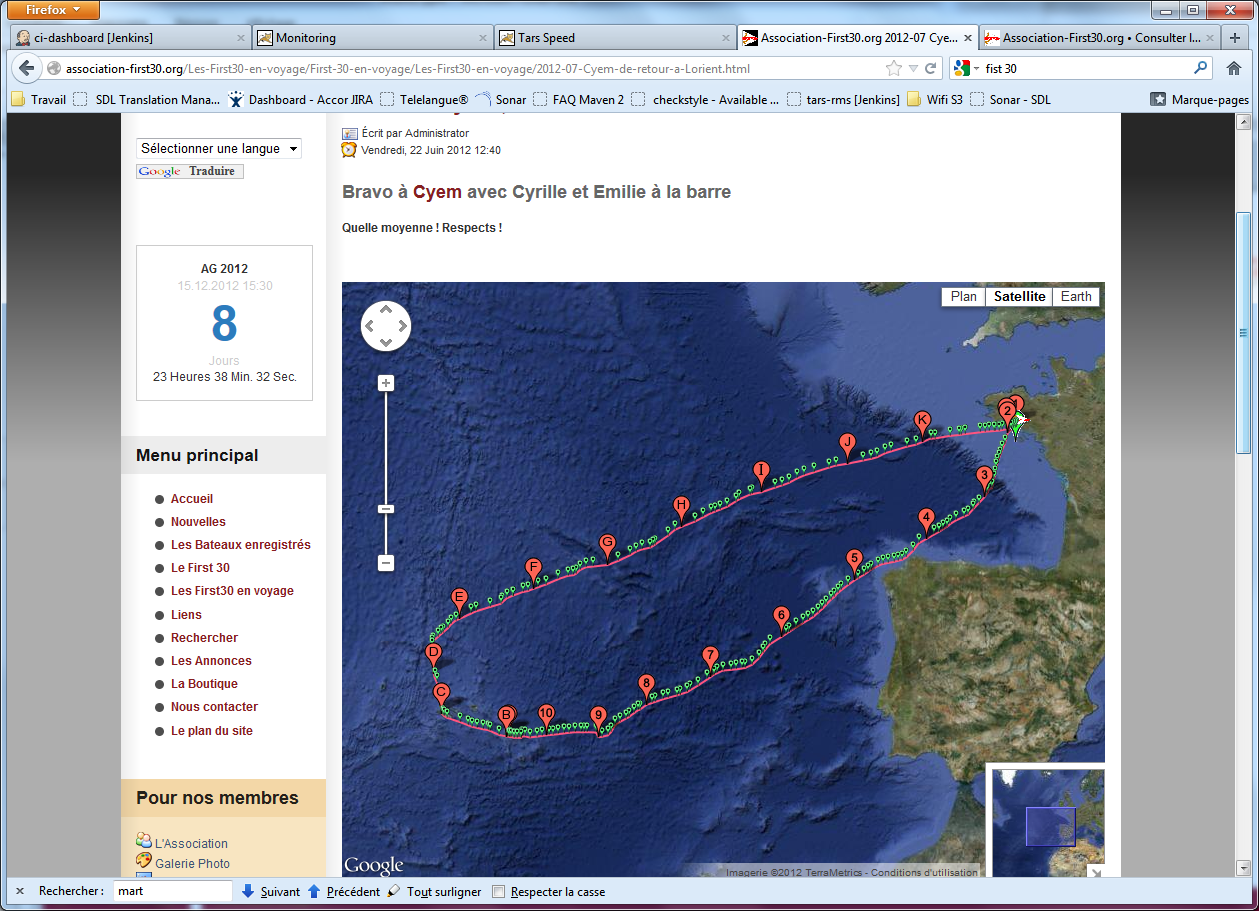 Firefox
ci-dashboard [Jenkins]
Monitoring
Tars Speed
Association-First30.org 2012-07 Cye...
Association-First30.org • Consulter l...
association-first30.org/Les-First30-en-voyage/First-30-en-voyage/Les-First30-en-voyage/2012-07-Cyem-de-retour-a-Lorient.html
fist 30
Travail
SDL Translation Mana...
Dashboard - Accor JIRA
Telelangue®
Sonar
FAQ Maven 2
checkstyle - Available ...
tars-rms [Jenkins]
Wifi S3
Sonar - SDL
Marque-pages
Sélectionner une langue
Google Traduire
AG 2012
15.12.2012 15:30
8
Jours
23 Heures 38 Min. 32 Sec.
Menu principal
Accueil
Nouvelles
Les Bateaux enregistrés
Le First 30
Les First30 en voyage
Liens
Rechercher
Les Annonces
La Boutique
Nous contacter
Le plan du site
Pour nos membres
L'Association
Galerie Photo
Écrit par Administrator
Vendredi, 22 Juin 2012 12:40
Bravo à Cyem avec Cyrille et Emilie à la barre
Quelle moyenne ! Respects !
Plan
Satellite
Earth
1
2
K
J
3
I
H
4
G
5
F
E
6
D
7
8
C
B
10
9
Google
Imagerie ©2012 TerraMetrics - Conditions d'utilisation
Rechercher :
mart
Suivant
Précédent
Tout surligner
Respecter la casse